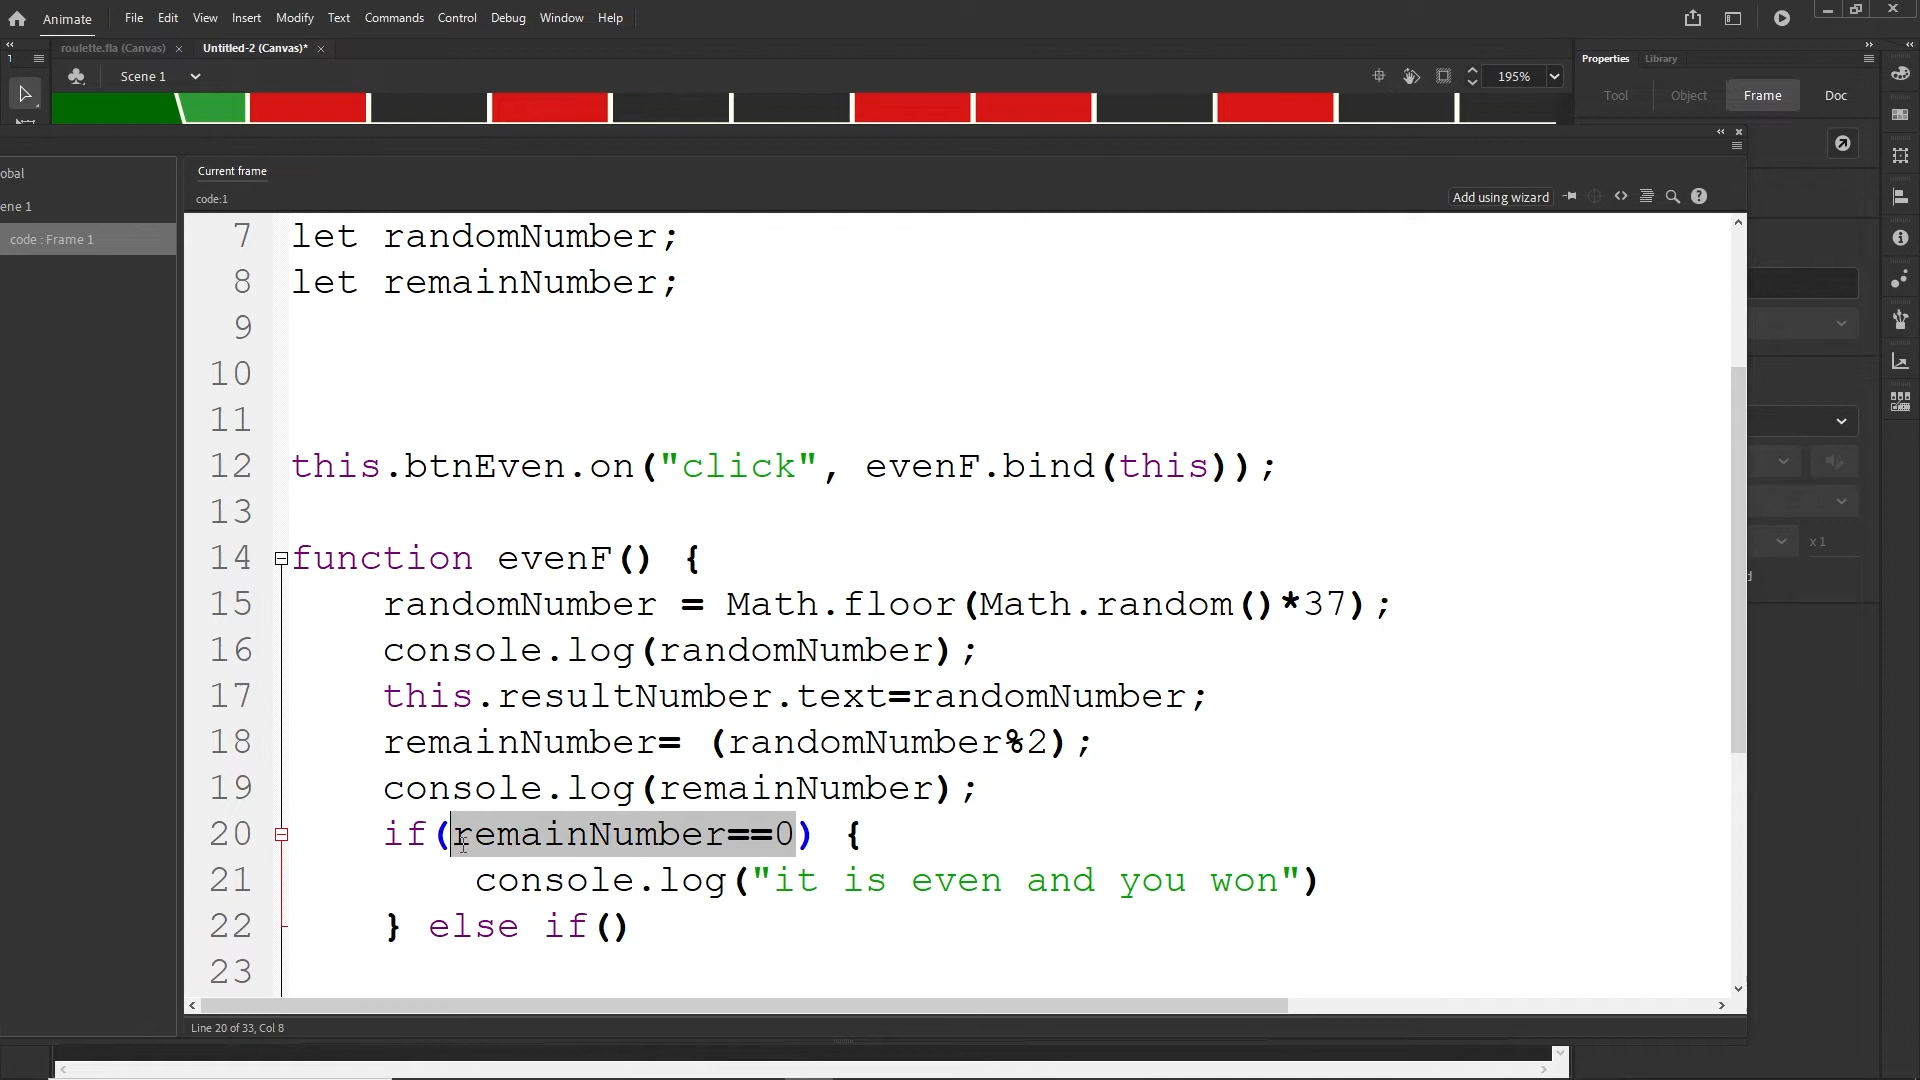 Animate File Edit View Insert Modify Text Commands Control Debug Window Help
roulette.fla (Canvas) × Untitled-2 (Canvas)* ×
Properties Library
Scene 1
195%
Tool Object Frame Doc
obal
ene 1
code : Frame 1
Current frame
code:1
Add using wizard
7 let randomNumber;
8 let remainNumber;
9
10
11
12 this.btnEven.on("click", evenF.bind(this));
13
14 function evenF() {
15 randomNumber = Math.floor(Math.random()*37);
16 console.log(randomNumber);
17 this.resultNumber.text=randomNumber;
18 remainNumber= (randomNumber%2);
19 console.log(remainNumber);
20 if(remainNumber==0) {
21 console.log("it is even and you won")
22 } else if()
23
x 1
Line 20 of 33, Col 8